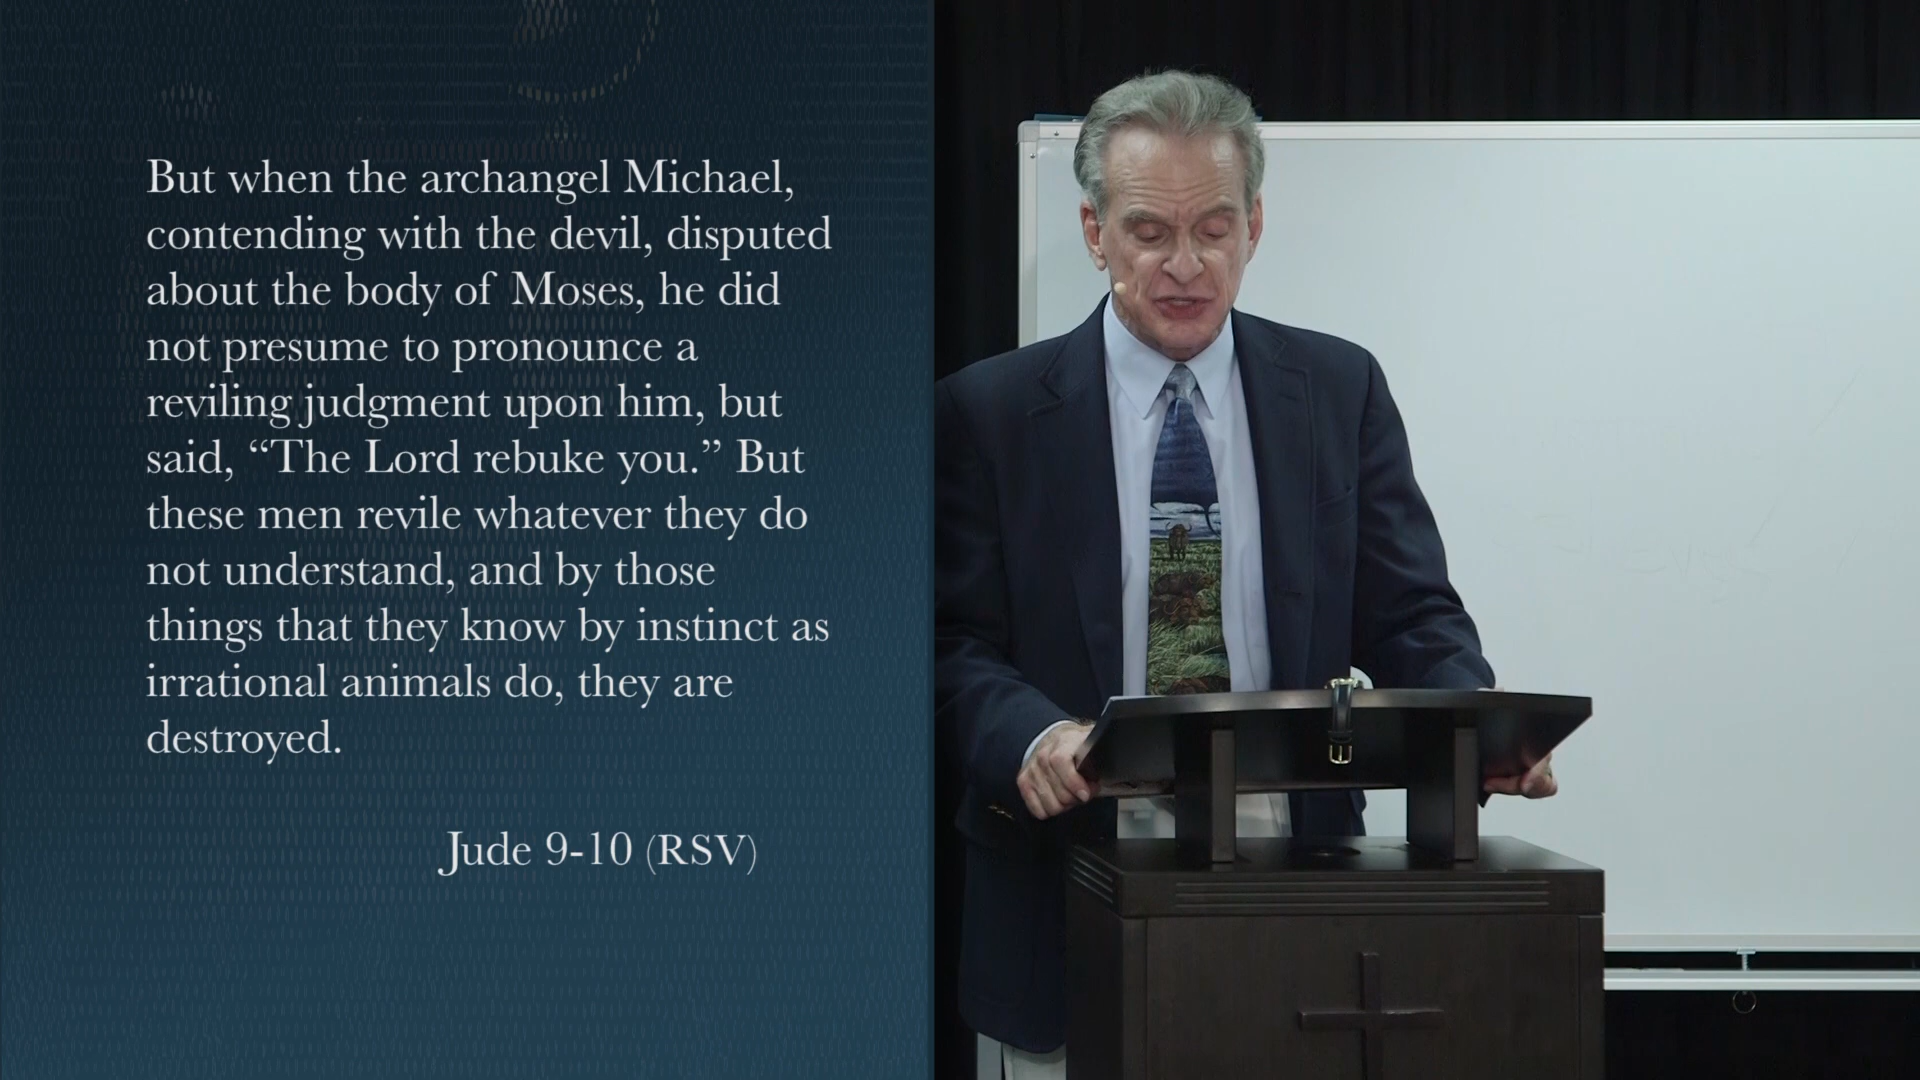 But when the archangel Michael,
contending with the devil, disputed
about the body of Moses, he did
not presume to pronounce a
reviling judgment upon him, but
said, “The Lord rebuke you.” But
these men revile whatever they do
not understand, and by those
things that they know by instinct as
irrational animals do, they are
destroyed.
Jude 9-10 (RSV)